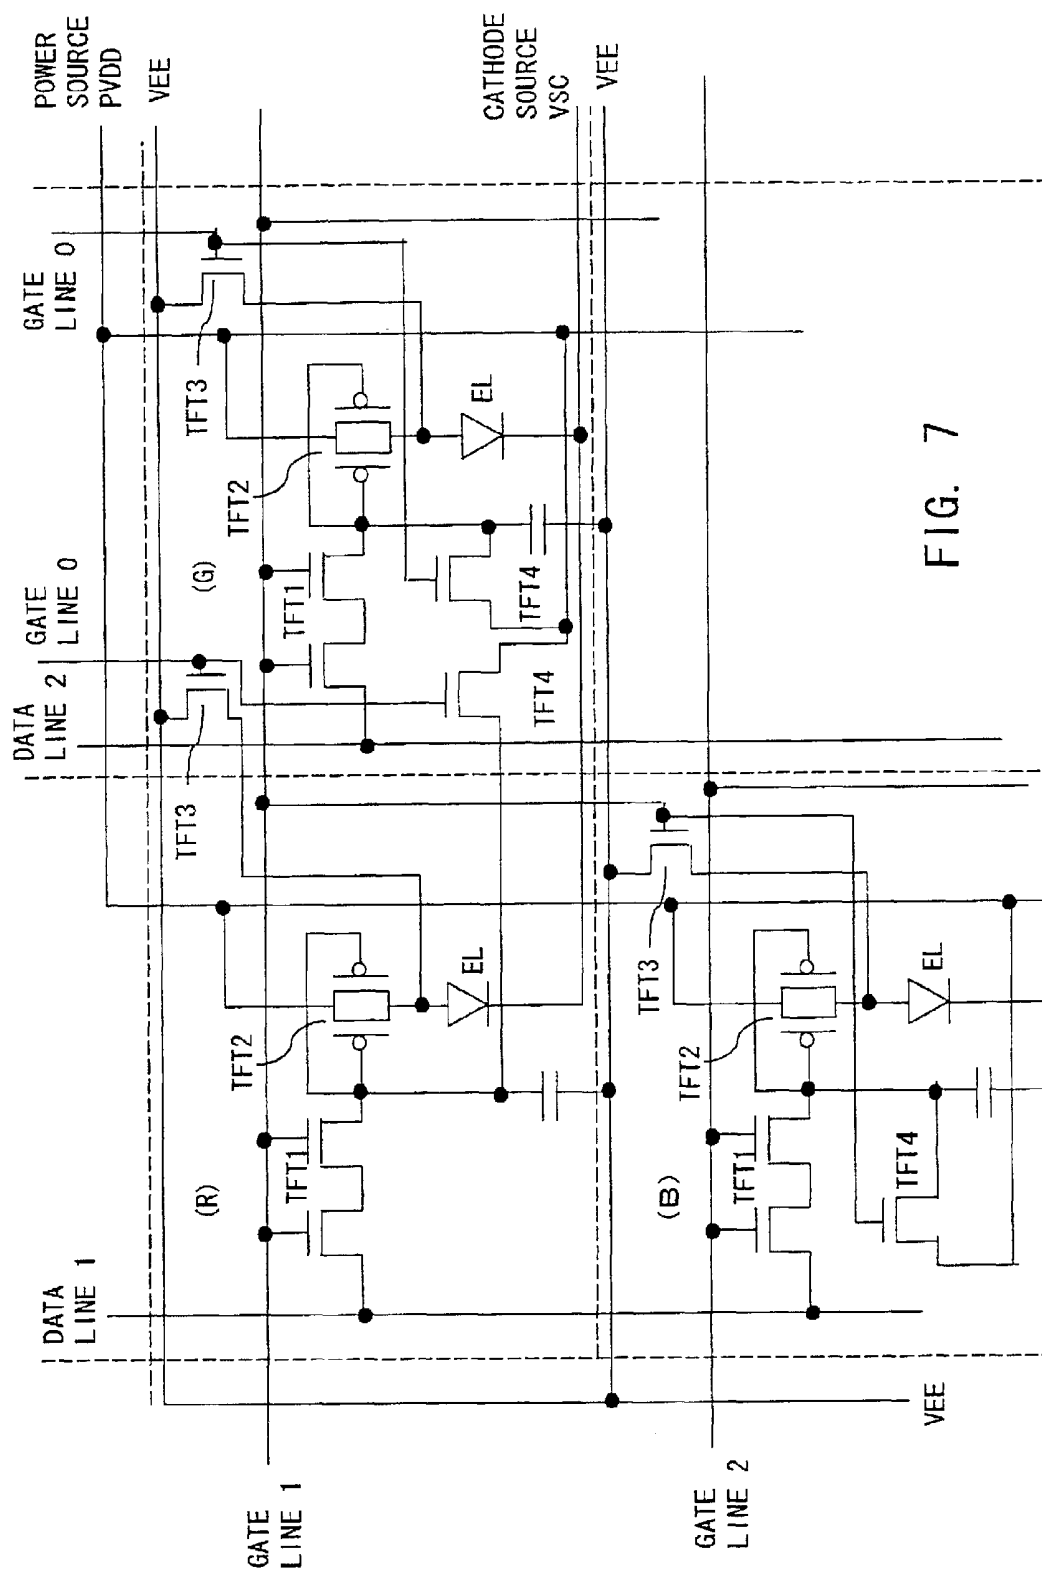 POWER
SOURCE
PVDD
VEE
GATE
LINE 0
TFT3
TFT2
EL
(G)
TFT1
TFT4
CATHODE
SOURCE
VSC
VEE
GATE
LINE 0
DATA
LINE 2
TFT3
TFT4
TFT2
EL
(R)
TFT1
DATA
LINE 1
GATE
LINE 1
TFT3
TFT2
EL
(B)
TFT1
TFT4
GATE
LINE 2
VEE
FIG. 7